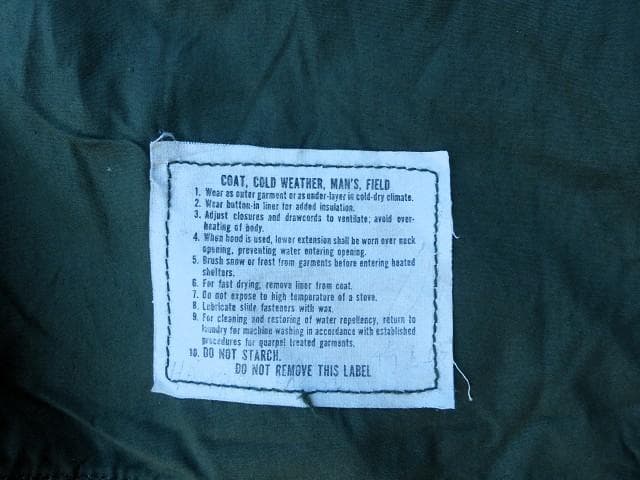 COAT, COLD WEATHER, MAN'S, FIELD
1. Wear as outer garment or as under-layer in cold-dry climate.
2. Wear button-in liner for added insulation.
3. Adjust closures and drawcords to ventilate; avoid over-
heating of body.
4. When hood is used, lower extension shall be worn over neck
opening, preventing water entering opening.
5. Brush snow or frost from garments before entering heated
shelters.
6. For fast drying, remove liner from coat.
7. Do not expose to high temperature of a stove.
8. Lubricate slide fasteners with wax.
9. For cleaning and restoring of water repellency, return to
laundry for machine washing in accordance with established
procedures for quarpel treated garments.
10. DO NOT STARCH.
DO NOT REMOVE THIS LABEL